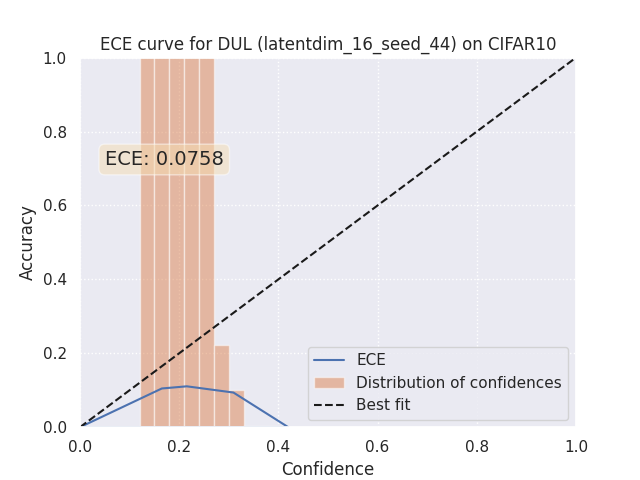 ECE curve for DUL (latentdim_16_seed_44) on CIFAR10
1.0
0.8
0.6
0.4
0.2
0.0
Accuracy
ECE: 0.0758
ECE
Distribution of confidences
Best fit
0.0 0.2 0.4 0.6 0.8 1.0
Confidence